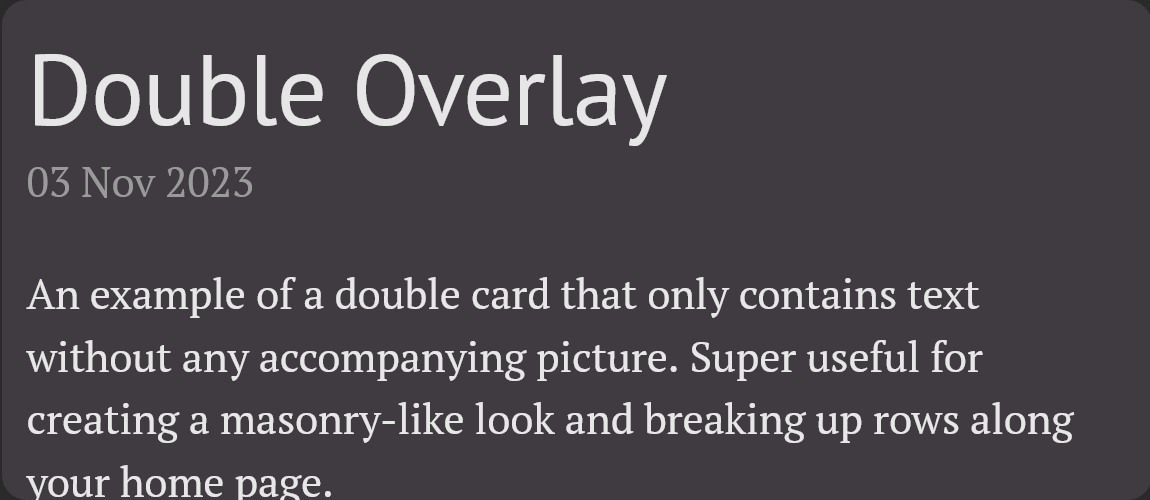 Double Overlay
03 Nov 2023
An example of a double card that only contains text
without any accompanying picture. Super useful for
creating a masonry-like look and breaking up rows along
your home page.